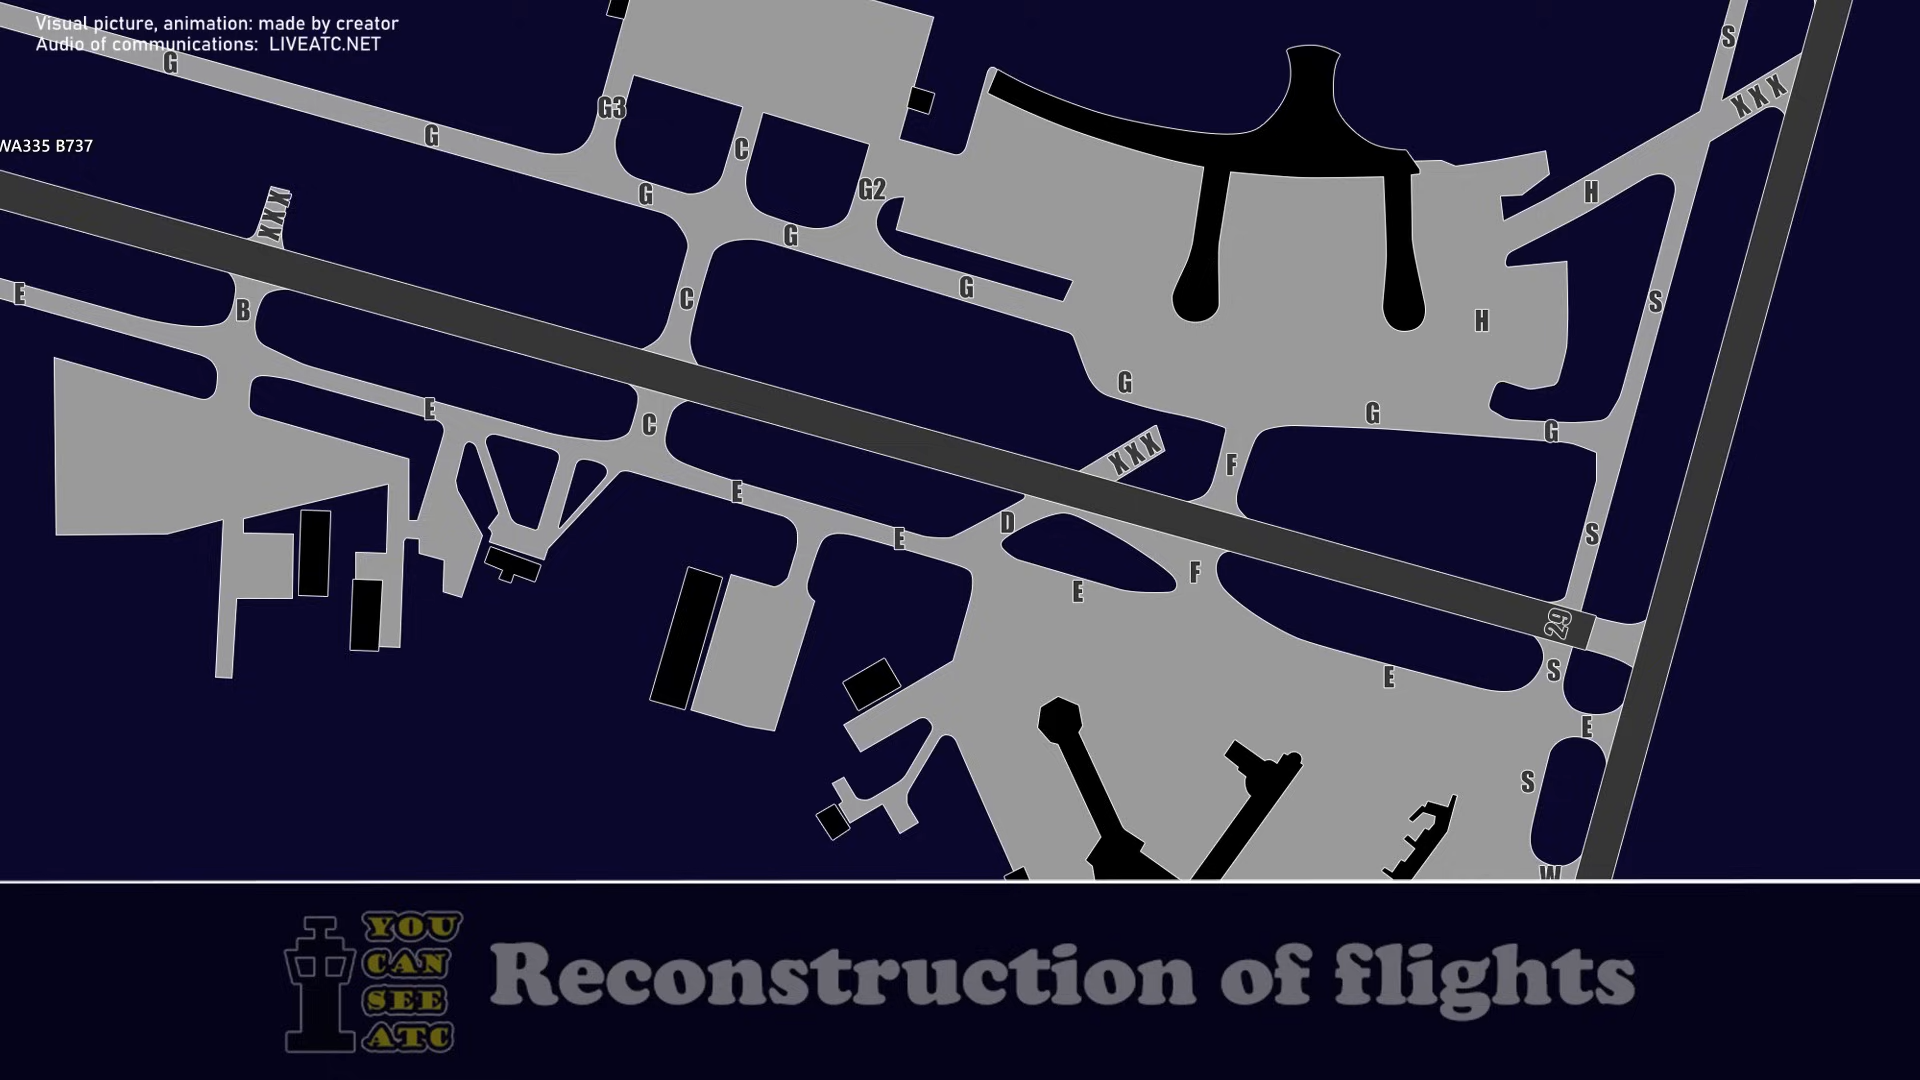 Visual picture, animation: made by creator
Audio of communications: LIVEATC.NET
S
G
XXX
G3
G
WA335 B737
C
G2
H
G
XXX
G
E
G
C
S
B
H
G
G
E
C
G
XXX
F
E
D
S
E
F
E
29
S
E
E
S
W
YOU
CAN
SEE
ATC
Reconstruction of flights